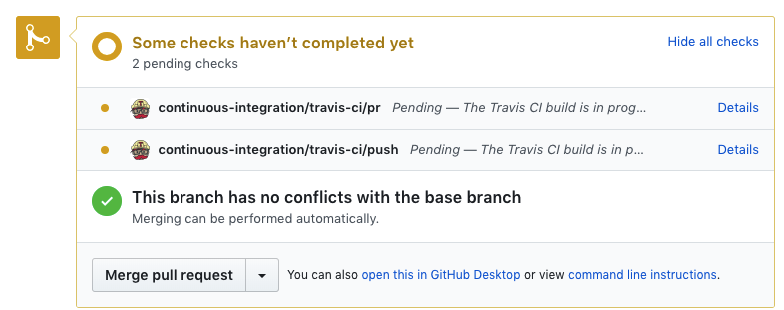 Some checks haven’t completed yet
Hide all checks
2 pending checks
continuous-integration/travis-ci/pr Pending — The Travis CI build is in prog… Details
continuous-integration/travis-ci/push Pending — The Travis CI build is in p… Details
This branch has no conflicts with the base branch
Merging can be performed automatically.
Merge pull request You can also open this in GitHub Desktop or view command line instructions.